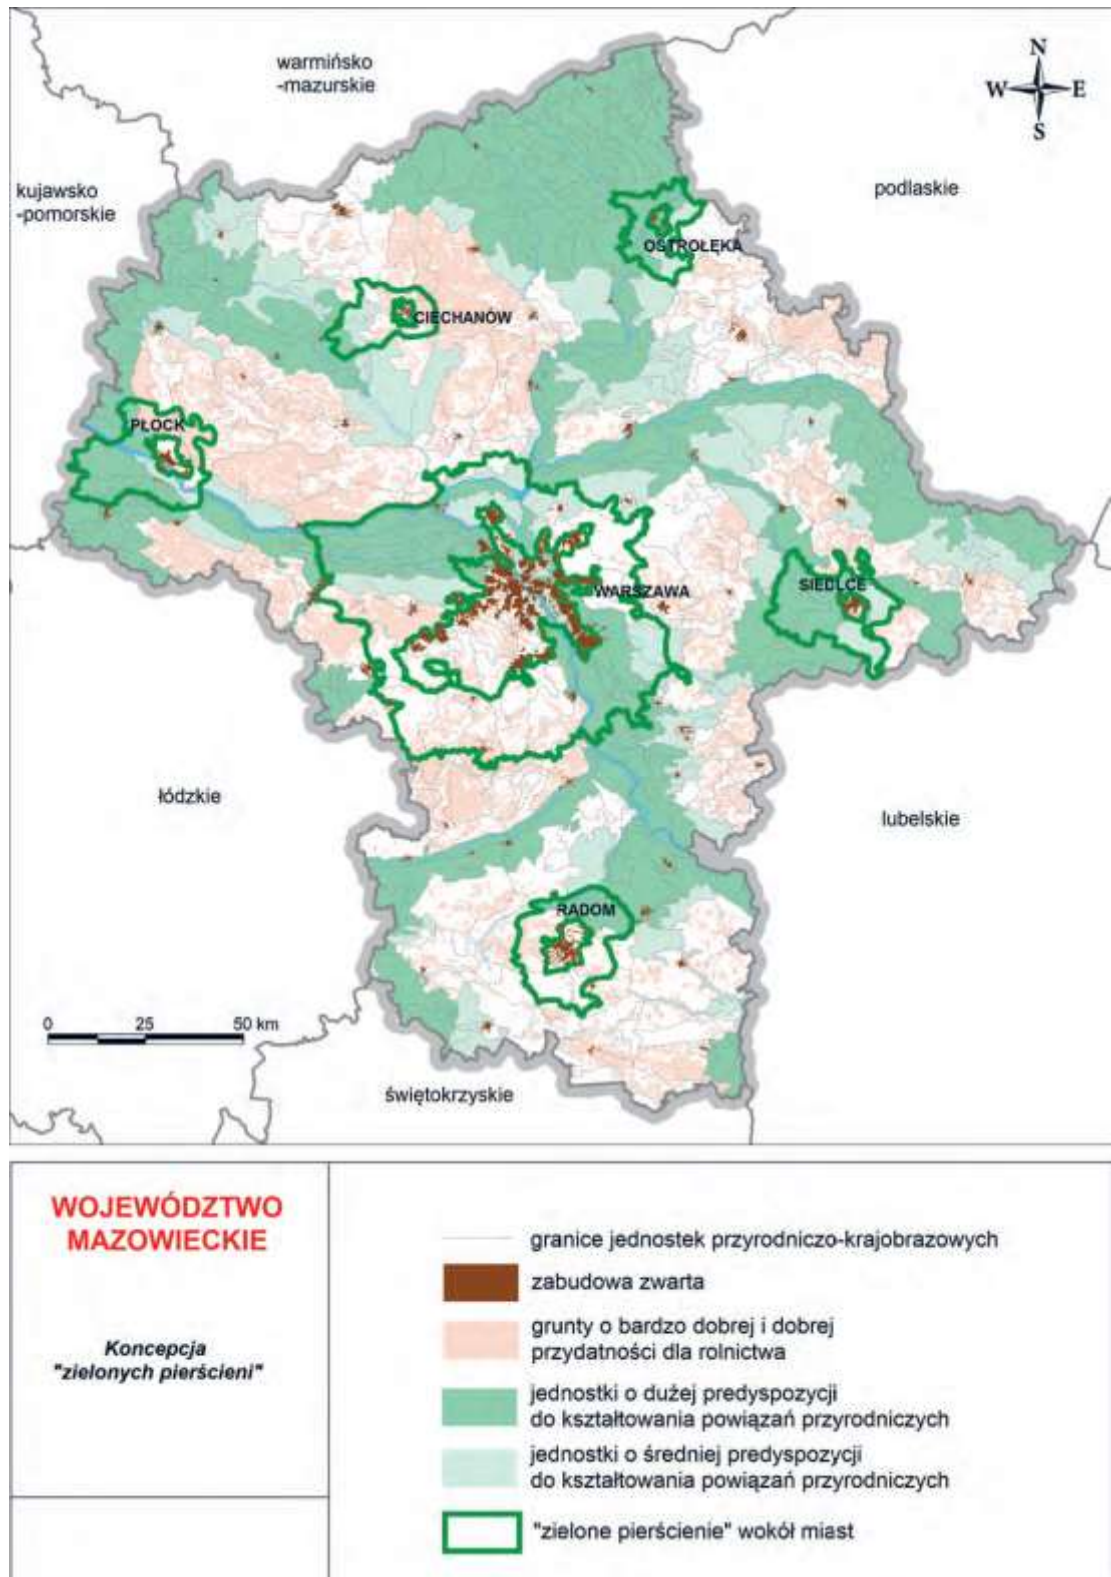 warmińsko
-mazurskie
N
W
E
S
kujawsko
-pomorskie
podlaskie
OSTROŁĘKA
CIECHANÓW
PŁOCK
WARSZAWA
SIEDLCE
łódzkie
lubelskie
RADOM
0 25 50 km
świętokrzyskie
WOJEWÓDZTWO
MAZOWIECKIE
Koncepcja
"zielonych pierścieni"
granice jednostek przyrodniczo-krajobrazowych
zabudowa zwarta
grunty o bardzo dobrej i dobrej
przydatności dla rolnictwa
jednostki o dużej predyspozycji
do kształtowania powiązań przyrodniczych
jednostki o średniej predyspozycji
do kształtowania powiązań przyrodniczych
"zielone pierścienie" wokół miast